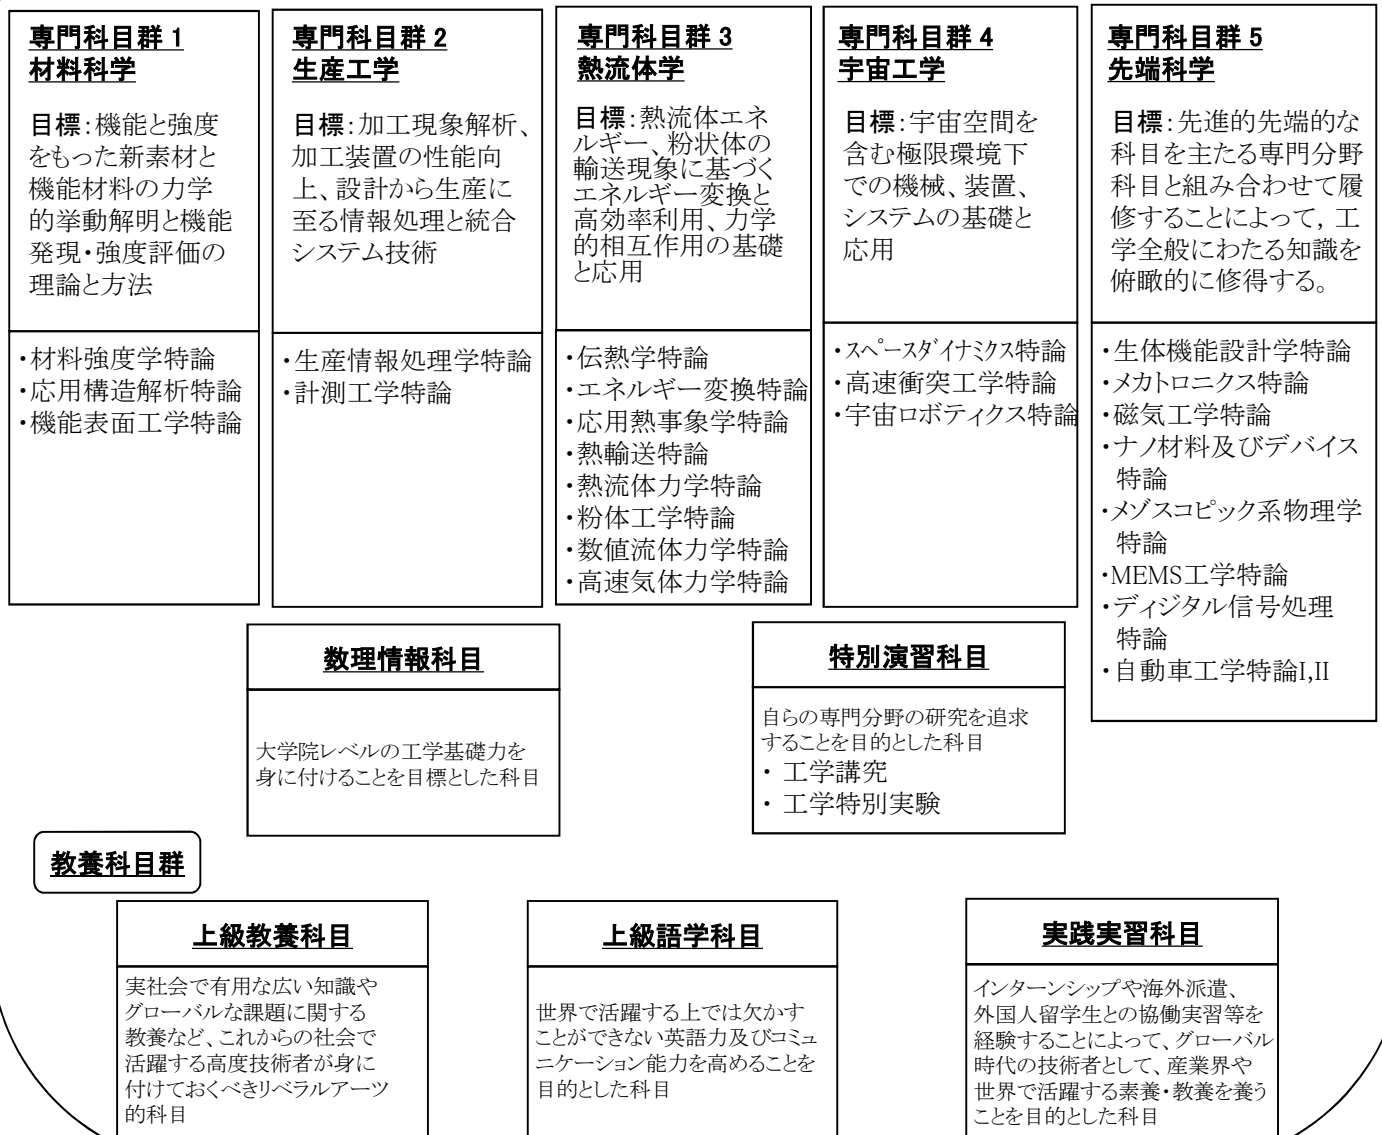 専門科目群 1
材料科学
目標:機能と強度
をもった新素材と
機能材料の力学
的挙動解明と機能
発現・強度評価の
理論と方法
・材料強度学特論
・応用構造解析特論
・機能表面工学特論
専門科目群 2
生産工学
目標:加工現象解析、
加工装置の性能向
上、設計から生産に
至る情報処理と統合
システム技術
・生産情報処理学特論
・計測工学特論
専門科目群 3
熱流体学
目標:熱流体エネ
ルギー、粉状体の
輸送現象に基づく
エネルギー変換と
高効率利用、力学
的相互作用の基礎
と応用
・伝熱学特論
・エネルギー変換特論
・応用熱事象学特論
・熱輸送特論
・熱流体力学特論
・粉体工学特論
・数値流体力学特論
・高速気体力学特論
専門科目群 4
宇宙工学
目標:宇宙空間を
含む極限環境下
での機械、装置、
システムの基礎と
応用
・スペースダイナミクス特論
・高速衝突工学特論
・宇宙ロボティクス特論
専門科目群 5
先端科学
目標:先進的先端的な
科目を主たる専門分野
科目と組み合わせて履
修することによって, 工
学全般にわたる知識を
俯瞰的に修得する。
・生体機能設計学特論
・メカトロニクス特論
・磁気工学特論
・ナノ材料及びデバイス
特論
・メゾスコピック系物理学
特論
・MEMS工学特論
・ディジタル信号処理
特論
・自動車工学特論I,II
数理情報科目
大学院レベルの工学基礎力を
身に付けることを目標とした科目
特別演習科目
自らの専門分野の研究を追求
することを目的とした科目
・ 工学講究
・ 工学特別実験
教養科目群
上級教養科目
実社会で有用な広い知識や
グローバルな課題に関する
教養など、これからの社会で
活躍する高度技術者が身に
付けておくべきリベラルアーツ
的科目
上級語学科目
世界で活躍する上では欠かす
ことができない英語力及びコミュ
ニケーション能力を高めることを
目的とした科目
実践実習科目
インターンシップや海外派遣、
外国人留学生との協働実習等を
経験することによって、グローバル
時代の技術者として、産業界や
世界で活躍する素養・教養を養う
ことを目的とした科目